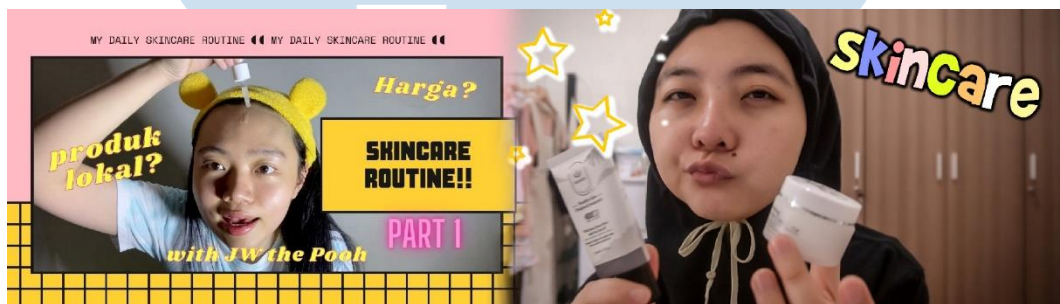 MY DAILY SKINCARE ROUTINE MY DAILY SKINCARE ROUTINE
Harga?
produk
lokal?
SKINCARE
ROUTINE!!
PART 1
with JW the Pooh
skincare